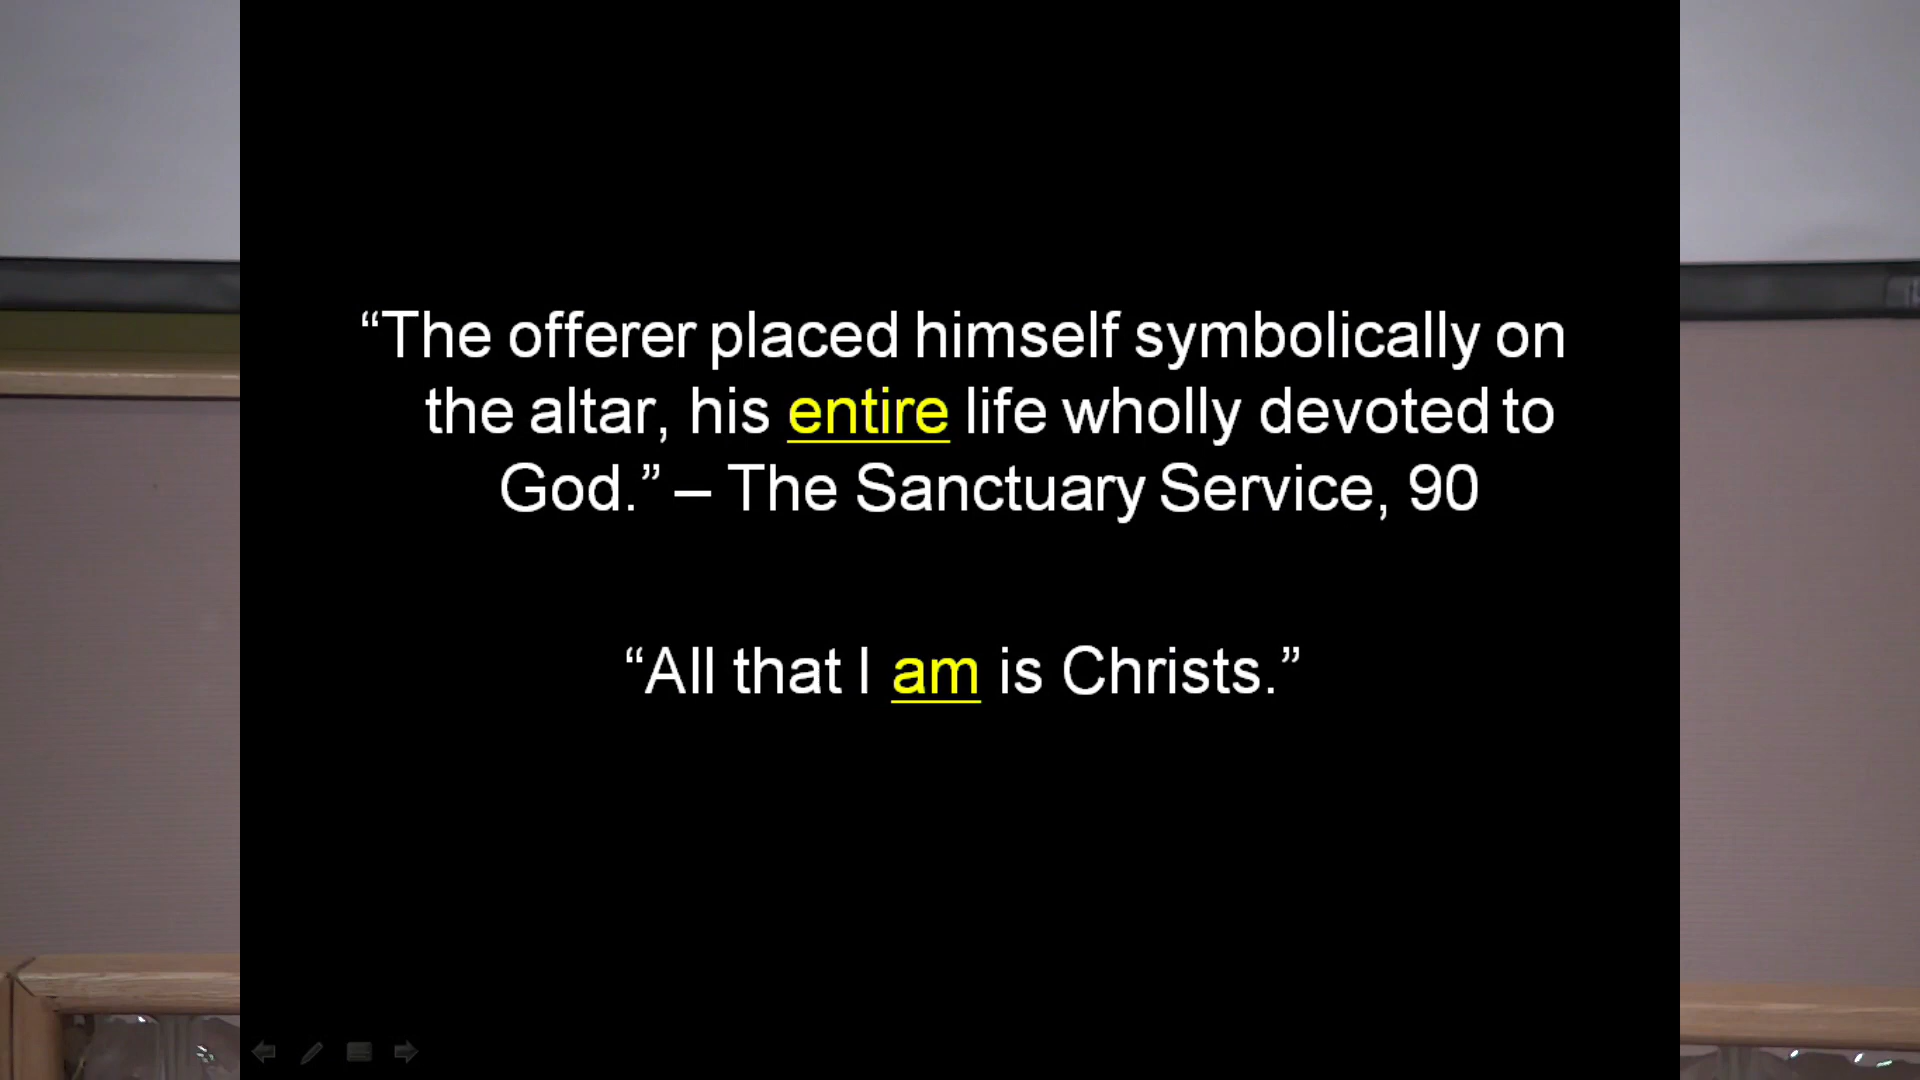 “The offerer placed himself symbolically on
the altar, his entire life wholly devoted to
God.” – The Sanctuary Service, 90
“All that I am is Christs.”